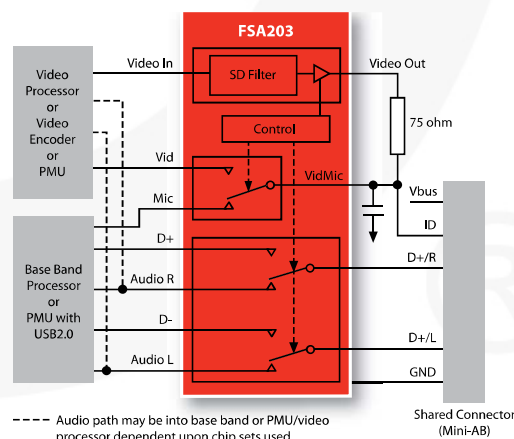 FSA203
Video In
Video Out
Video
Processor
or
Video
Encoder
or
PMU
SD Filter
75 ohm
Control
Vid
VidMic
Mic
Vbus
ID
D+
D+/R
Base Band
Processor
or
PMU with
USB2.0
Audio R
D-
D+/L
Audio L
GND
Shared Connector
(Mini-AB)
---- Audio path may be into base band or PMU/video
processor dependent upon chip sets used